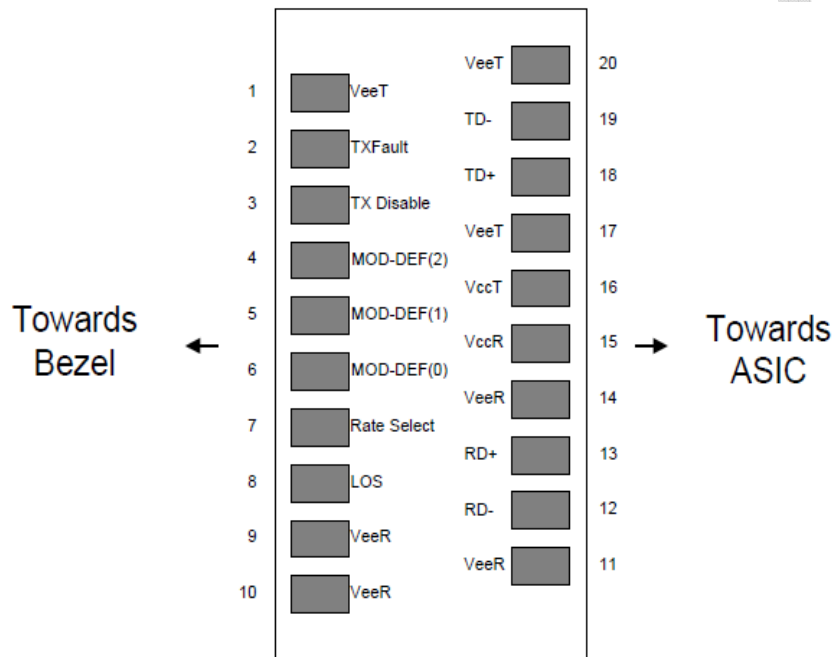 VeeT 20
1 VeeT
TD- 19
2 TXFault
TD+ 18
3 TX Disable
VeeT 17
4 MOD-DEF(2)
VccT 16
5 MOD-DEF(1)
Towards
Bezel
VccR 15
Towards
ASIC
6 MOD-DEF(0)
VeeR 14
7 Rate Select
RD+ 13
8 LOS
RD- 12
9 VeeR
VeeR 11
10 VeeR